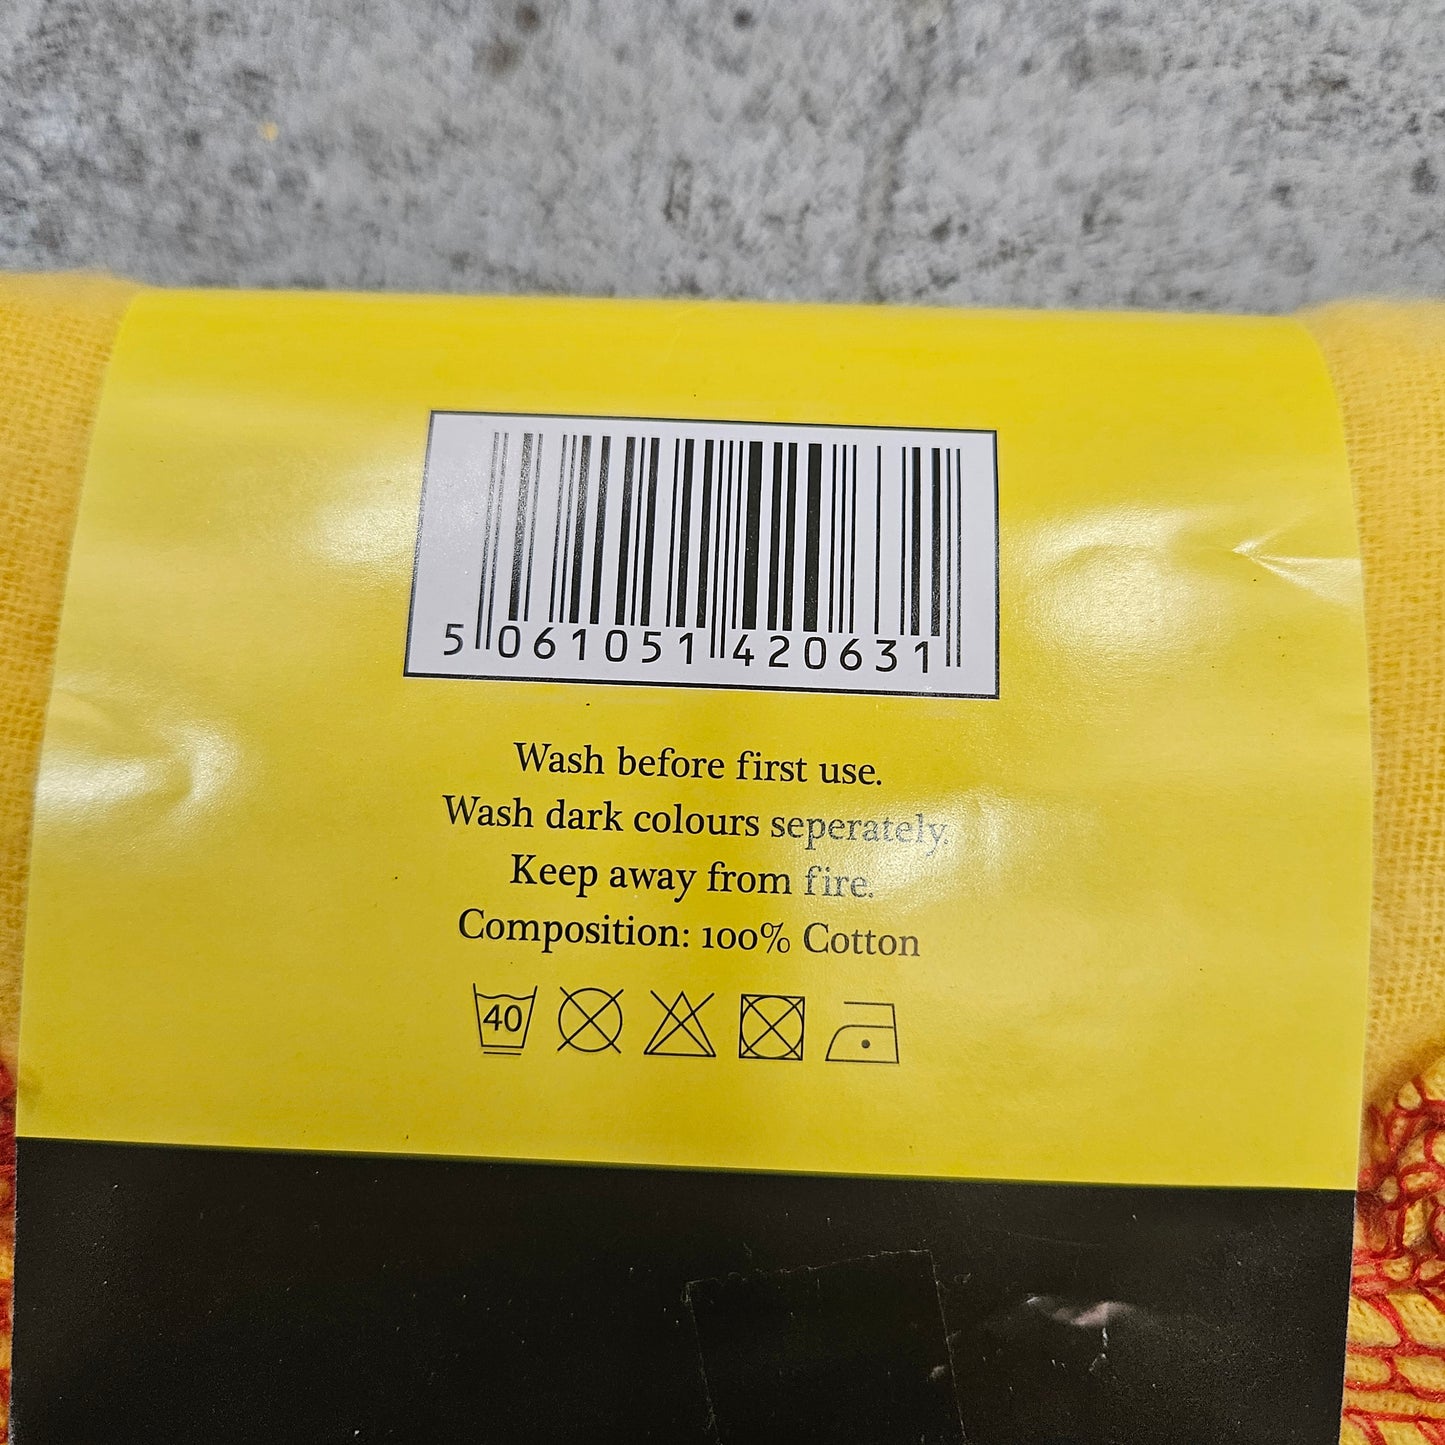 5 061051 420631
Wash before first use.
Wash dark colours seperately.
Keep away from fire.
Composition: 100% Cotton
40